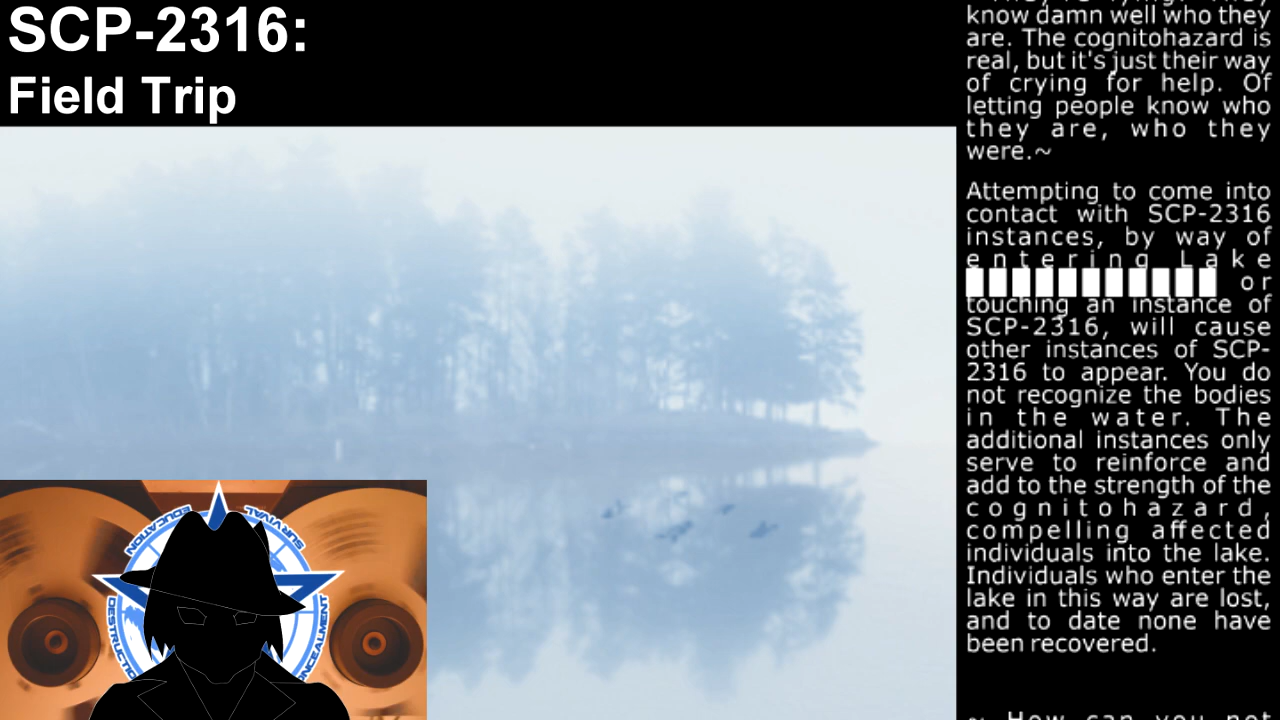 SCP-2316:
Field Trip
know damn well who they
are. The cognitohazard is
real, but it's just their way
of crying for help. Of
letting people know who
they are, who they
were.~
Attempting to come into
contact with SCP-2316
instances, by way of
entering Lake
██████████ or
touching an instance of
SCP-2316, will cause
other instances of SCP-
2316 to appear. You do
not recognize the bodies
in the water. The
additional instances only
serve to reinforce and
add to the strength of the
cognitohazard,
compelling affected
individuals into the lake.
Individuals who enter the
lake in this way are lost,
and to date none have
been recovered.
~ How can you not
EDUCATION
SURVIVAL